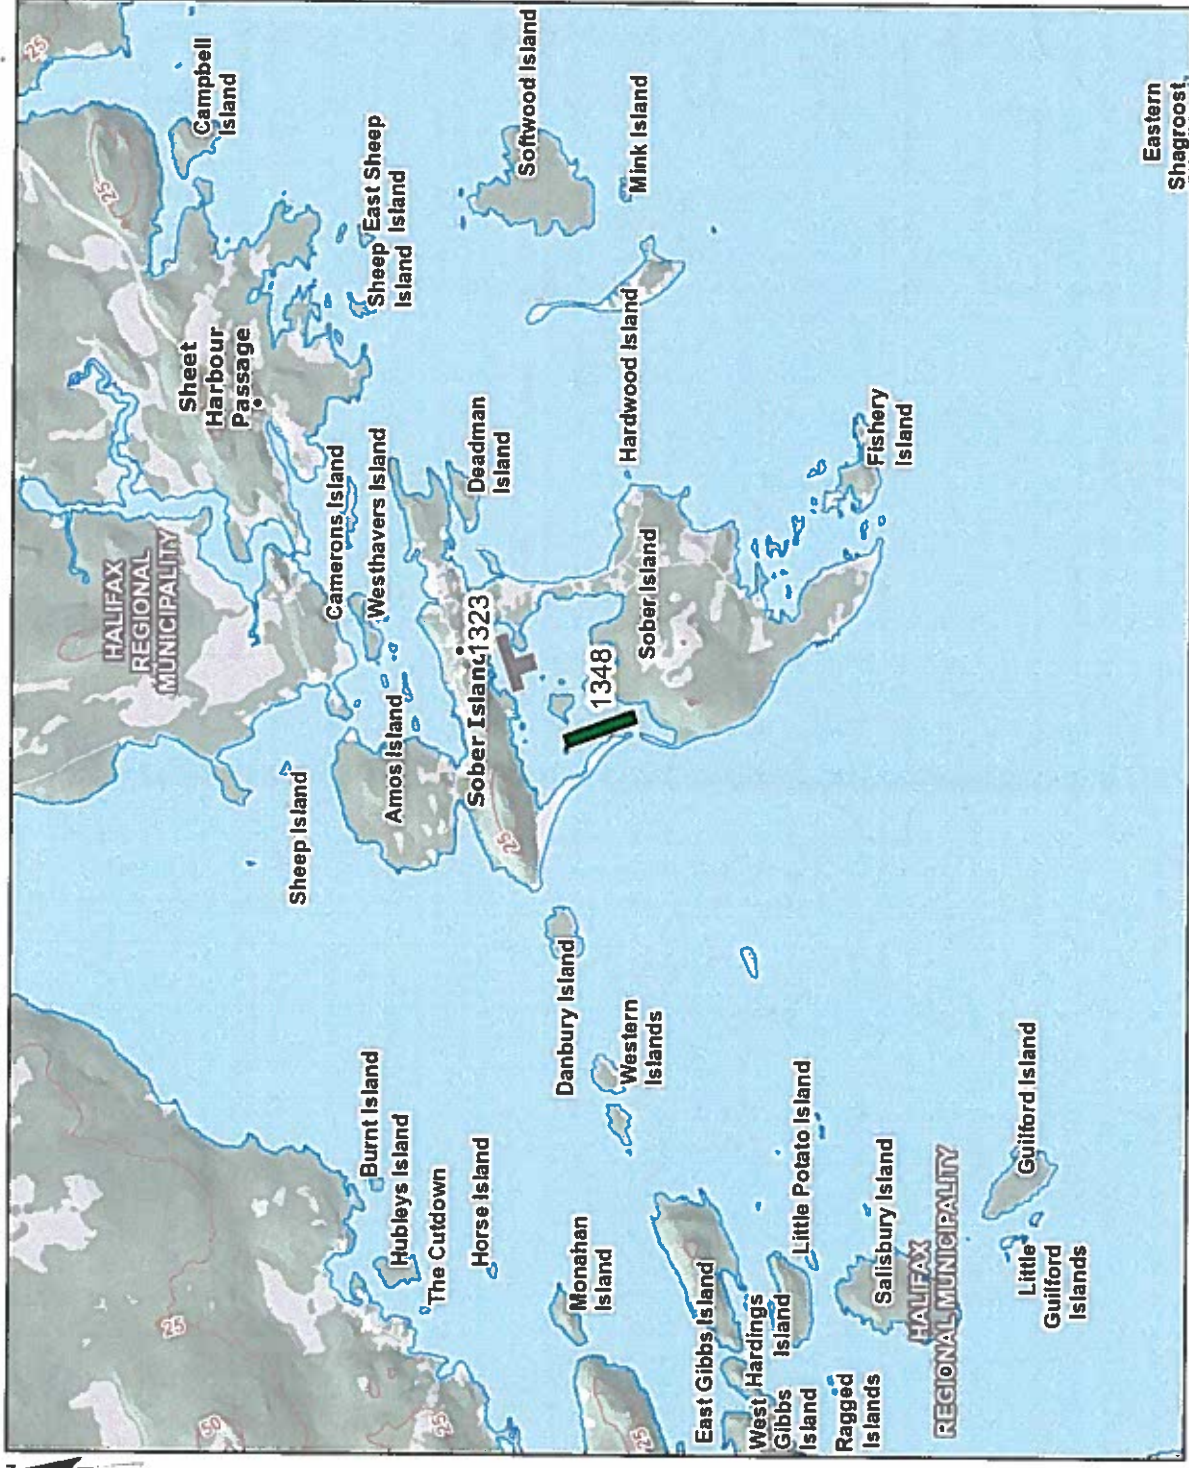 25
Campbell
Island
25
Softwood Island
Mink Island
Eastern
Shagroost,
East Sheep
Island
Sheep
Island
Sheet
Harbour
Passage
Hardwood Island
Fishery
Island
Deadman
Island
Camerons Island
Westhavers Island
HALIFAX
REGIONAL
MUNICIPALITY
Sober Island
1323
Sober Island
1348
Amos Island
Sheep Island
25
Danbury Island
Western
Islands
Burnt Island
Hubleys Island
The Cutdown
Horse Island
Monahan
Island
Little Potato Island
Salisbury Island
Guilford Island
Little
Guilford
Islands
HALIFAX
REGIONAL MUNICIPALITY
East Gibbs Island
Hardings
Island
West
Gibbs
Island
Ragged
Islands
25
50
25
25